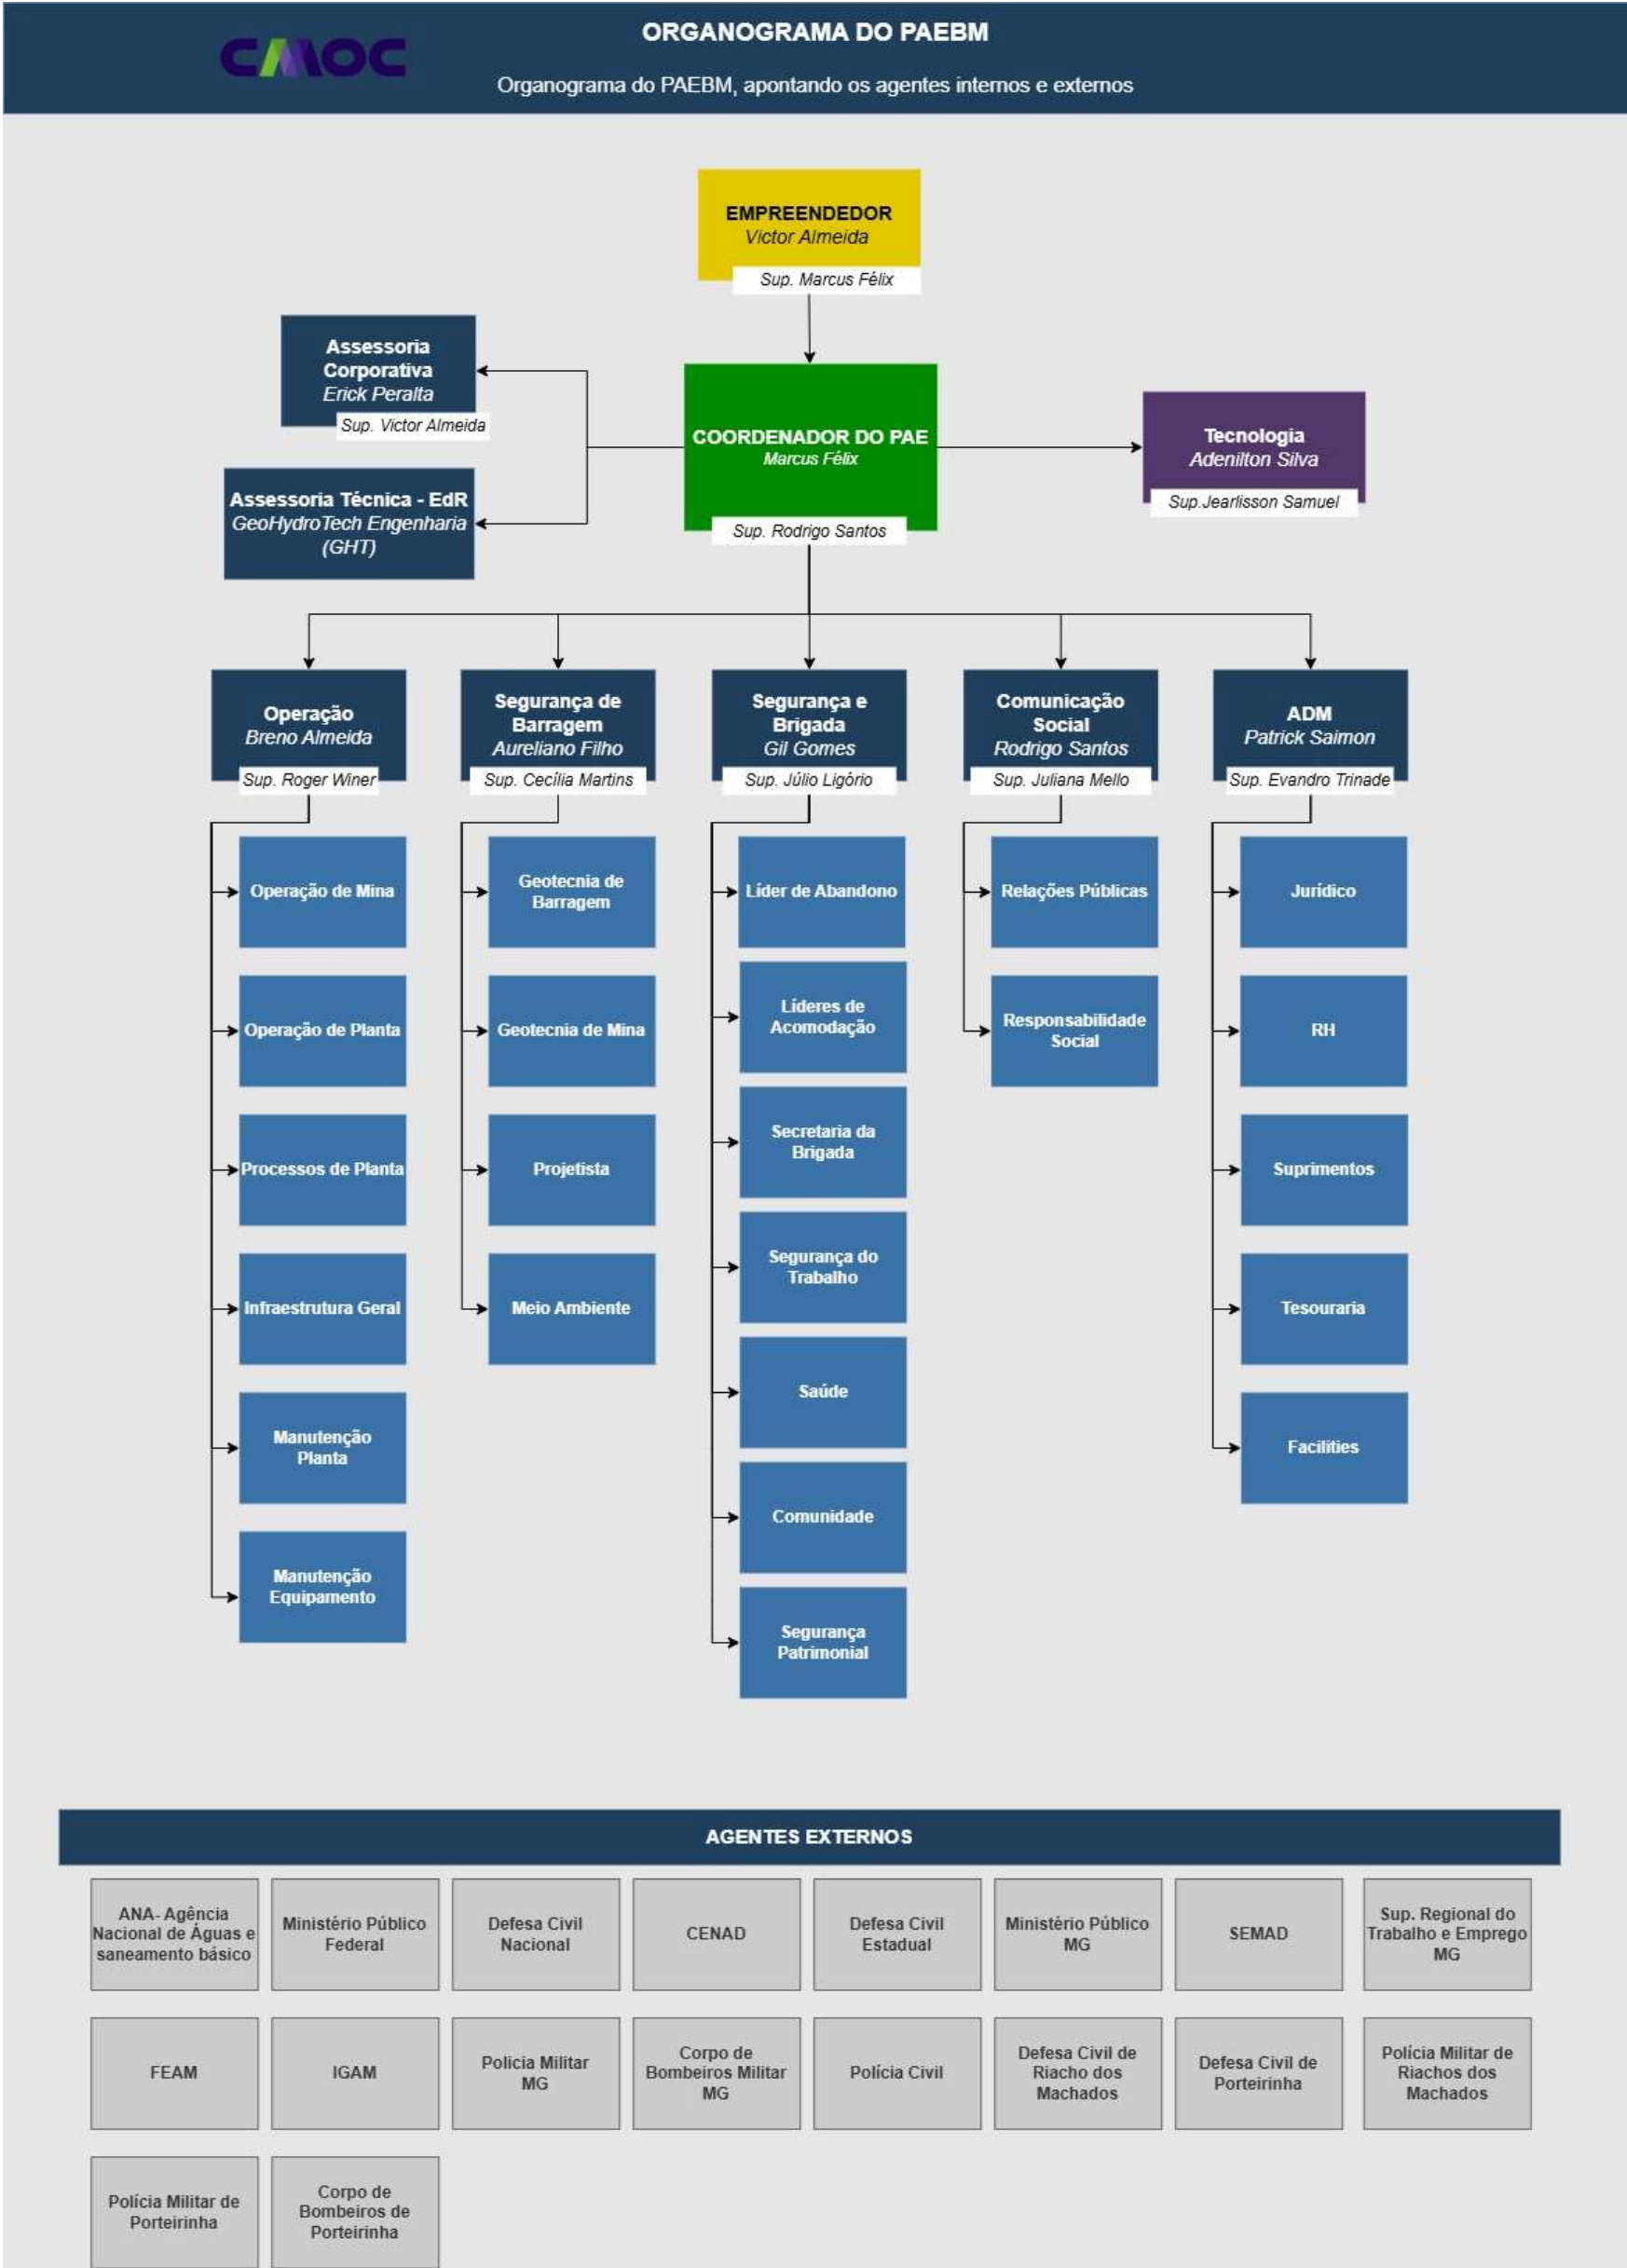 CMOC
ORGANOGRAMA DO PAEBM
Organograma do PAEBM, apontando os agentes internos e externos
EMPREENDEDOR
Victor Almeida
Sup. Marcus Félix
Assessoria
Corporativa
Erick Peralta
Sup. Victor Almeida
COORDENADOR DO PAE
Marcus Félix
Sup. Rodrigo Santos
Tecnologia
Adenilton Silva
Sup.Jearlisson Samuel
Assessoria Técnica - EdR
GeoHydroTech Engenharia
(GHT)
Operação
Breno Almeida
Sup. Roger Winer
Segurança de
Barragem
Aureliano Filho
Sup. Cecília Martins
Segurança e
Brigada
Gil Gomes
Sup. Júlio Ligório
Comunicação
Social
Rodrigo Santos
Sup. Juliana Mello
ADM
Patrick Saimon
Sup. Evandro Trinade
Operação de Mina
Operação de Planta
Processos de Planta
Infraestrutura Geral
Manutenção
Planta
Manutenção
Equipamento
Geotecnia de
Barragem
Geotecnia de Mina
Projetista
Meio Ambiente
Líder de Abandono
Líderes de
Acomodação
Secretaria da
Brigada
Segurança do
Trabalho
Saúde
Comunidade
Segurança
Patrimonial
Relações Públicas
Responsabilidade
Social
Jurídico
RH
Suprimentos
Tesouraria
Facilities
AGENTES EXTERNOS
ANA- Agência
Nacional de Águas e
saneamento básico
Ministério Público
Federal
Defesa Civil
Nacional
CENAD
Defesa Civil
Estadual
Ministério Público
MG
SEMAD
Sup. Regional do
Trabalho e Emprego
MG
FEAM
IGAM
Policia Militar
MG
Corpo de
Bombeiros Militar
MG
Polícia Civil
Defesa Civil de
Riacho dos
Machados
Defesa Civil de
Porteirinha
Polícia Militar de
Riachos dos
Machados
Polícia Militar de
Porteirinha
Corpo de
Bombeiros de
Porteirinha